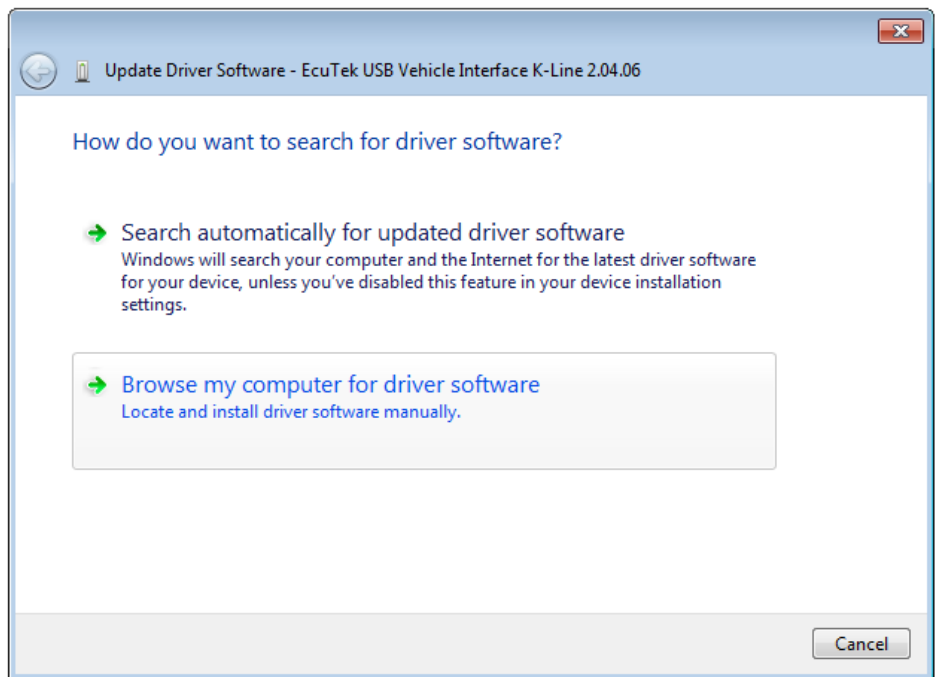 Update Driver Software - EcuTek USB Vehicle Interface K-Line 2.04.06
How do you want to search for driver software?
Search automatically for updated driver software
Windows will search your computer and the Internet for the latest driver software
for your device, unless you've disabled this feature in your device installation
settings.
Browse my computer for driver software
Locate and install driver software manually.
Cancel